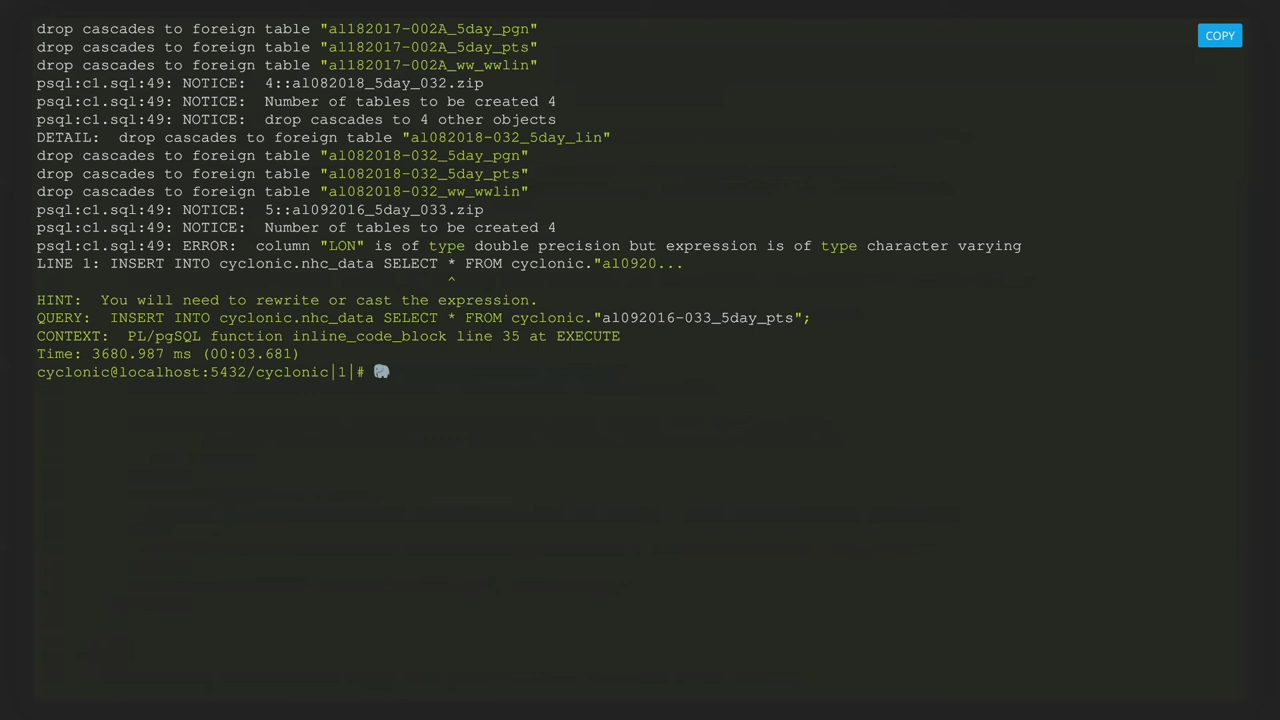 drop cascades to foreign table "al182017-002A_5day_pgn"
COPY
drop cascades to foreign table "al182017-002A_5day_pts"
drop cascades to foreign table "al182017-002A_ww_wwlin"
psql:c1.sql:49: NOTICE:  4::al082018_5day_032.zip
psql:c1.sql:49: NOTICE:  Number of tables to be created 4
psql:c1.sql:49: NOTICE:  drop cascades to 4 other objects
DETAIL:  drop cascades to foreign table "al082018-032_5day_lin"
drop cascades to foreign table "al082018-032_5day_pgn"
drop cascades to foreign table "al082018-032_5day_pts"
drop cascades to foreign table "al082018-032_ww_wwlin"
psql:c1.sql:49: NOTICE:  5::al092016_5day_033.zip
psql:c1.sql:49: NOTICE:  Number of tables to be created 4
psql:c1.sql:49: ERROR:  column "LON" is of type double precision but expression is of type character varying
LINE 1: INSERT INTO cyclonic.nhc_data SELECT * FROM cyclonic."al0920...
^
HINT:  You will need to rewrite or cast the expression.
QUERY:  INSERT INTO cyclonic.nhc_data SELECT * FROM cyclonic."al092016-033_5day_pts";
CONTEXT:  PL/pgSQL function inline_code_block line 35 at EXECUTE
Time: 3680.987 ms (00:03.681)
cyclonic@localhost:5432/cyclonic|1|# 🐘